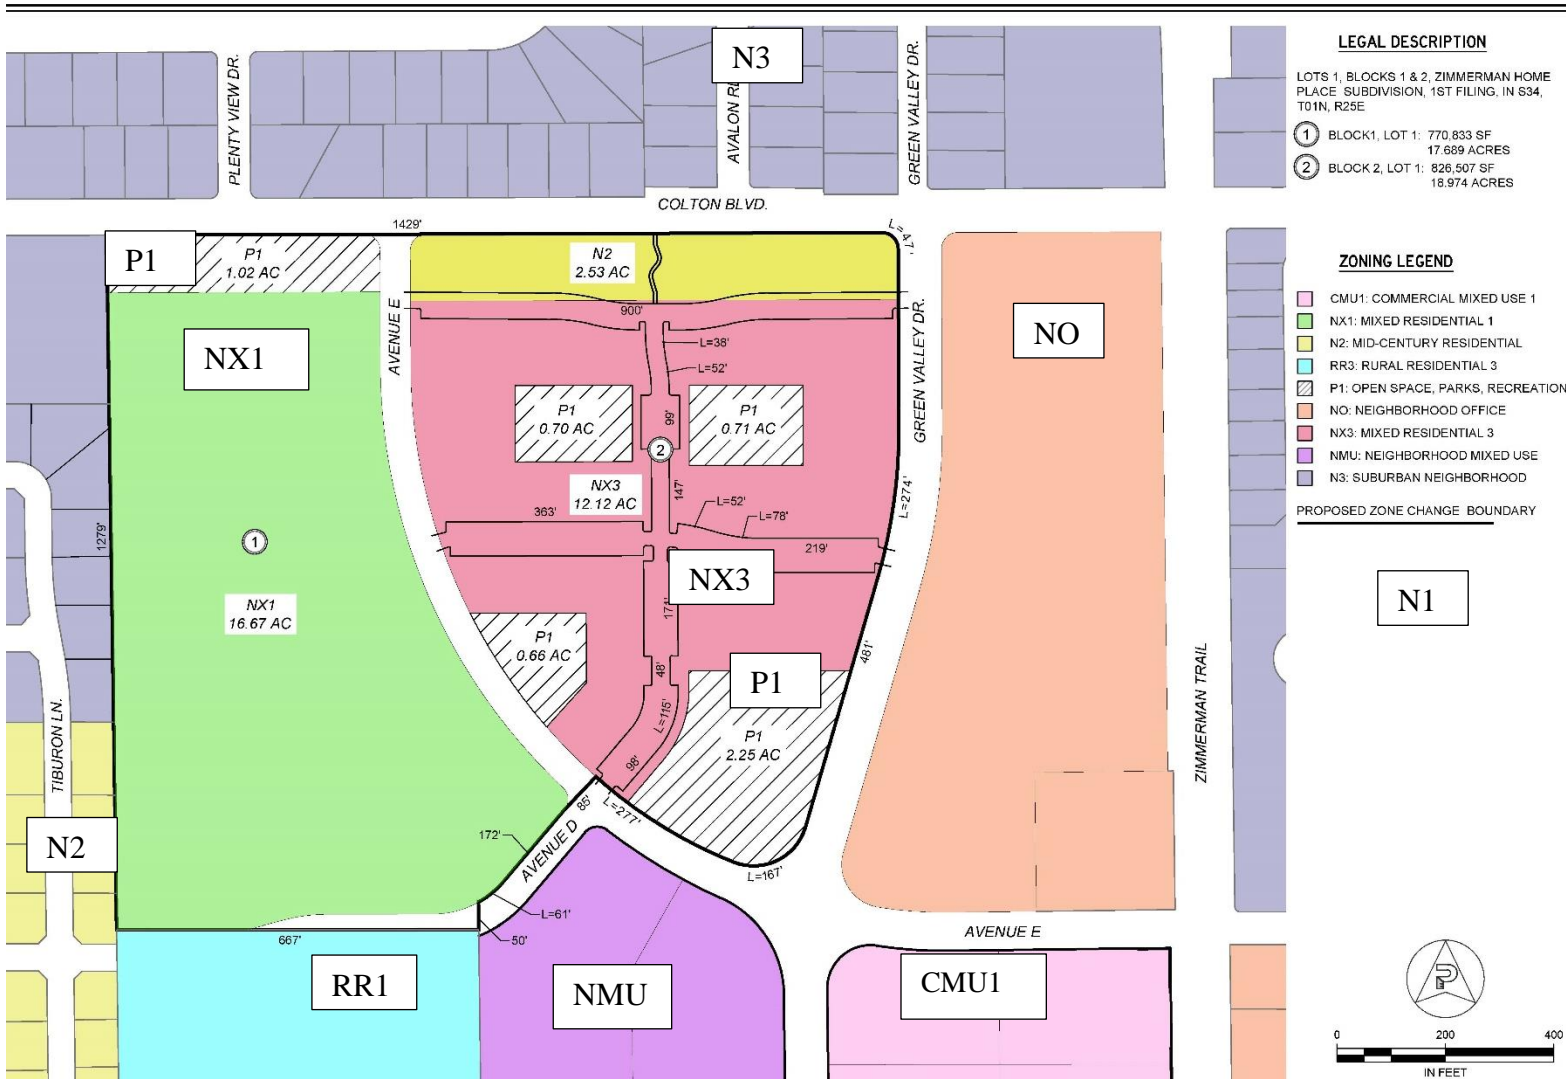 N3
PLENTY VIEW DR.
AVALON RD
GREEN VALLEY DR.
COLTON BLVD.
LEGAL DESCRIPTION
LOTS 1, BLOCKS 1 & 2, ZIMMERMAN HOME
PLACE SUBDIVISION, 1ST FILING, IN S34,
T01N, R25E
1 BLOCK1, LOT 1: 770,833 SF
17.689 ACRES
2 BLOCK 2, LOT 1: 826,507 SF
18.974 ACRES
ZONING LEGEND
CMU1: COMMERCIAL MIXED USE 1
NX1: MIXED RESIDENTIAL 1
N2: MID-CENTURY RESIDENTIAL
RR3: RURAL RESIDENTIAL 3
P1: OPEN SPACE, PARKS, RECREATION
NO: NEIGHBORHOOD OFFICE
NX3: MIXED RESIDENTIAL 3
NMU: NEIGHBORHOOD MIXED USE
N3: SUBURBAN NEIGHBORHOOD
PROPOSED ZONE CHANGE BOUNDARY
N1
1429'
L=47'
P1
P1
1.02 AC
N2
2.53 AC
AVENUE E
900'
NX1
L=38'
L=52'
P1
0.70 AC
99'
P1
0.71 AC
2
GREEN VALLEY DR.
NO
NX3
12.12 AC
147'
L=52'
L=78'
L=274'
363'
219'
1279'
1
NX1
16.67 AC
NX3
171'
P1
0.66 AC
48'
P1
481'
L=115'
P1
2.25 AC
98'
ZIMMERMAN TRAIL
TIBURON LN.
N2
85'
L=277'
172'
AVENUE D
L=167'
L=61'
50'
667'
AVENUE E
RR1
NMU
CMU1
P
0 200 400
IN FEET